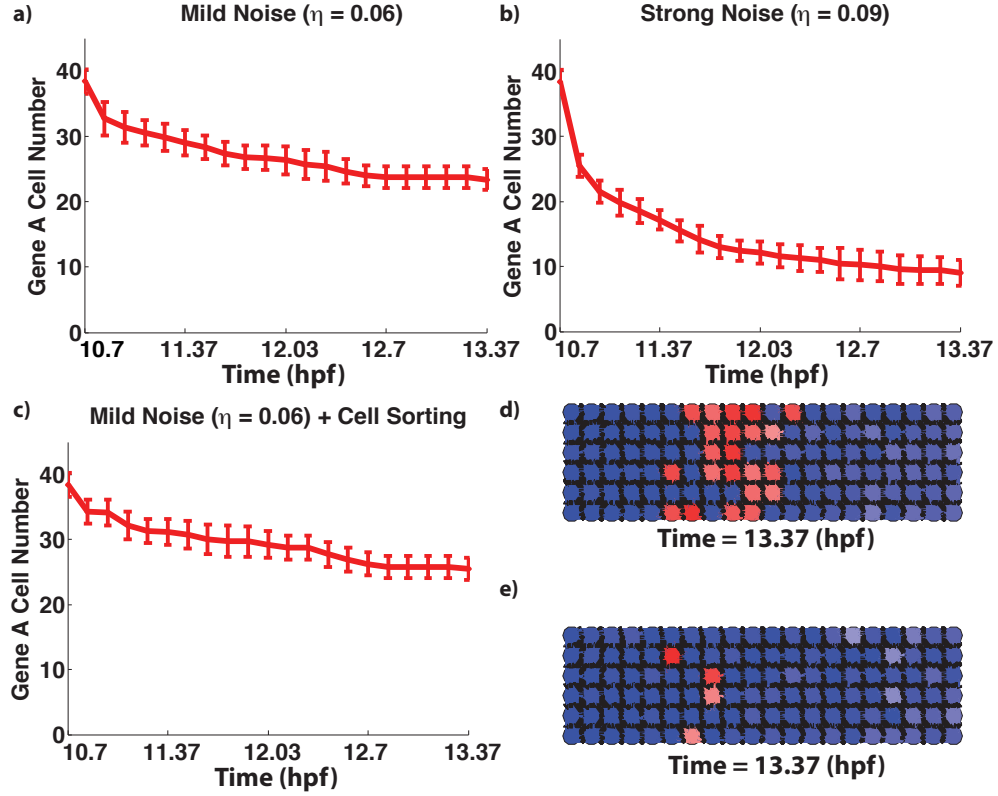 a)
Mild Noise (η = 0.06)
Gene A Cell Number
40
30
20
10
0
10.7
11.37
12.03
12.7
13.37
Time (hpf)
b)
Strong Noise (η = 0.09)
Gene A Cell Number
40
30
20
10
0
10.7
11.37
12.03
12.7
13.37
Time (hpf)
c)
Mild Noise (η = 0.06) + Cell Sorting
Gene A Cell Number
40
30
20
10
0
10.7
11.37
12.03
12.7
13.37
Time (hpf)
d)
Time = 13.37 (hpf)
e)
Time = 13.37 (hpf)